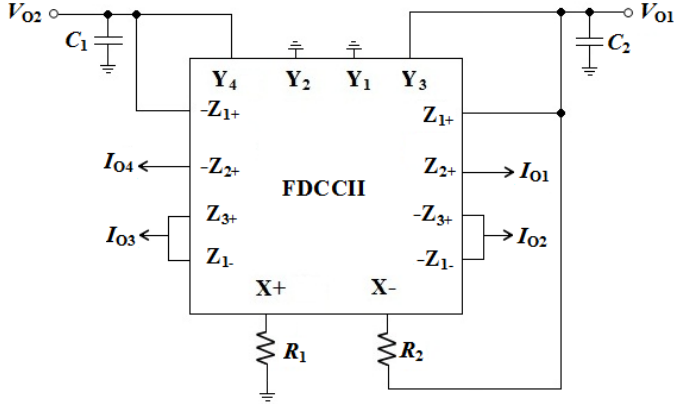 VO2
VO1
C1
C2
Y4
Y2
Y1
Y3
-Z1+
Z1+
IO4
-Z2+
Z2+
IO1
FDCCII
Z3+
-Z3+
IO3
IO2
Z1-
-Z1-
X+
X-
R1
R2